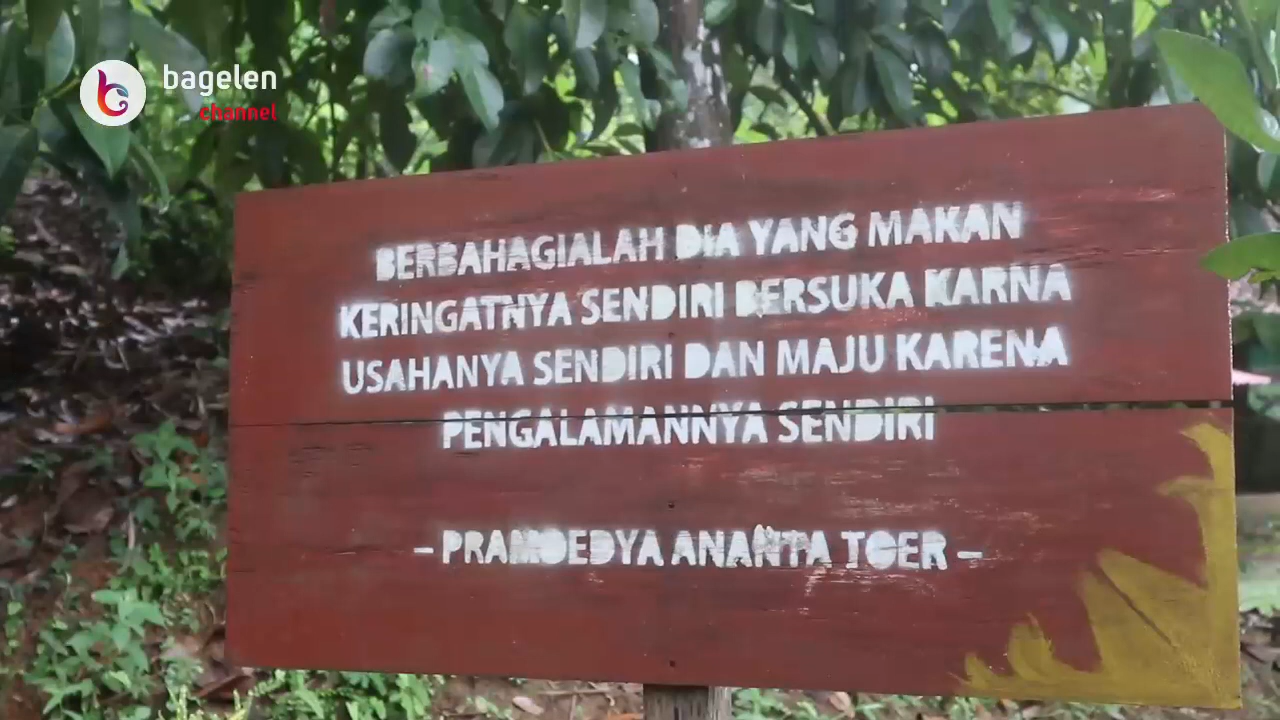 bagelen
channel
BERBAHAGIALAH DIA YANG MAKAN
KERINGATNYA SENDIRI BERSUKA KARNA
USAHANYA SENDIRI DAN MAJU KARENA
PENGALAMANNYA SENDIRI
– PRAMOEDYA ANANTA TOER –